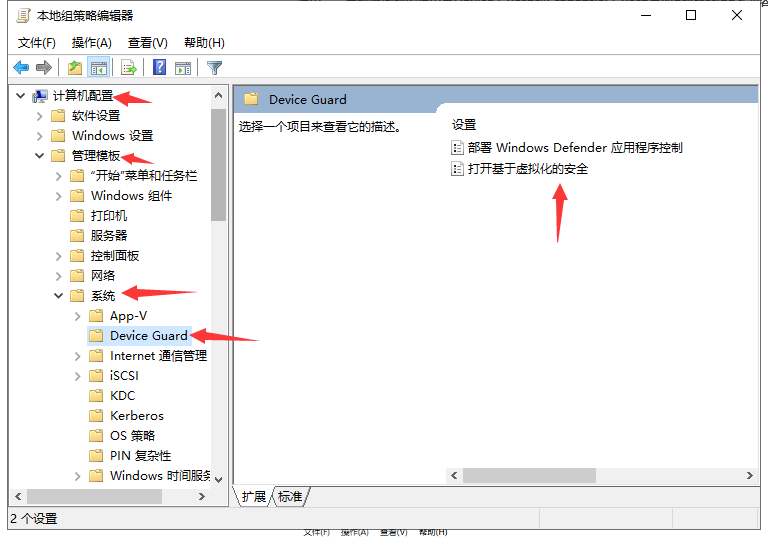 本地组策略编辑器
文件(F) 操作(A) 查看(V) 帮助(H)
计算机配置
软件设置
Windows 设置
管理模板
“开始”菜单和任务栏
Windows 组件
打印机
服务器
控制面板
网络
系统
App-V
Device Guard
Internet 通信管理
iSCSI
KDC
Kerberos
OS 策略
PIN 复杂性
Windows 时间服务
Device Guard
选择一个项目来查看它的描述。
设置
部署 Windows Defender 应用程序控制
打开基于虚拟化的安全
扩展 标准
2 个设置
文件(F) 操作(A) 查看(V) 帮助(H)